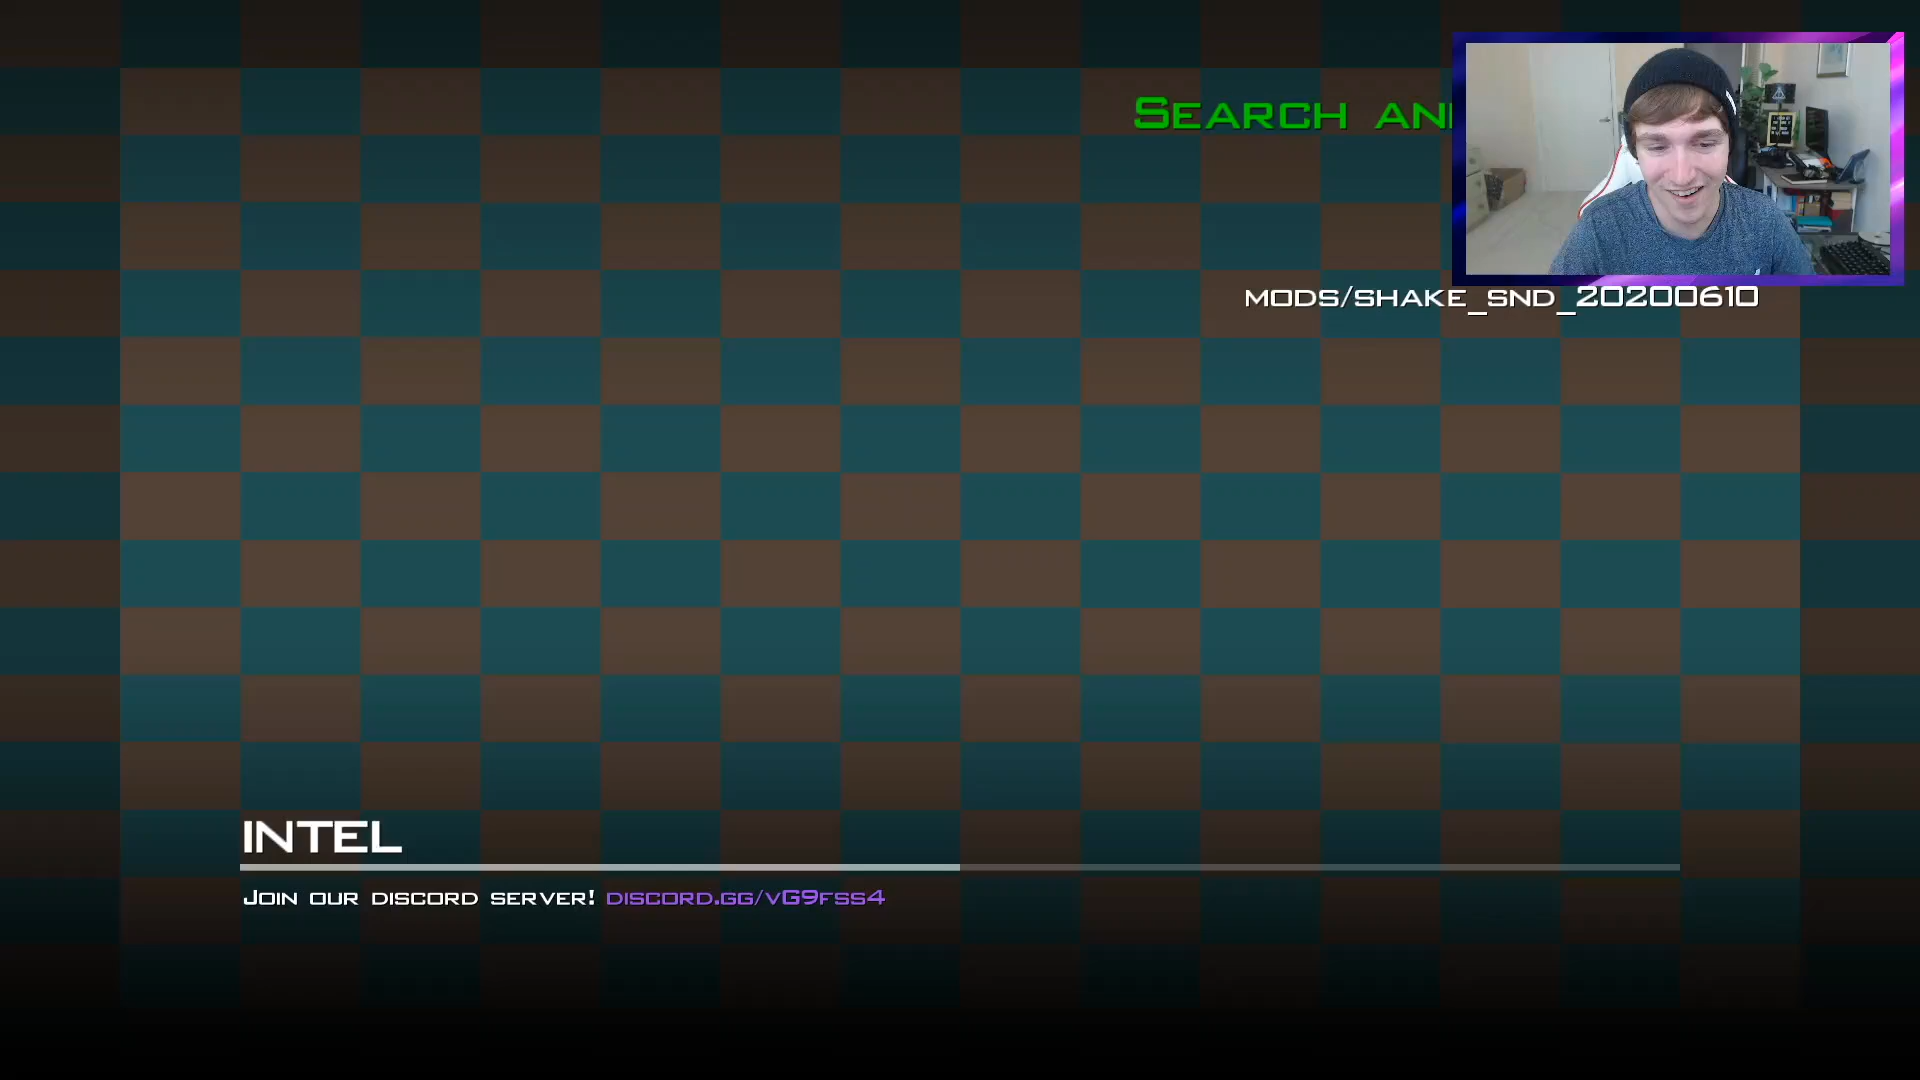 Search an
mods/shake_snd_20200610
INTEL
Join our discord server! discord.gg/vG9fss4